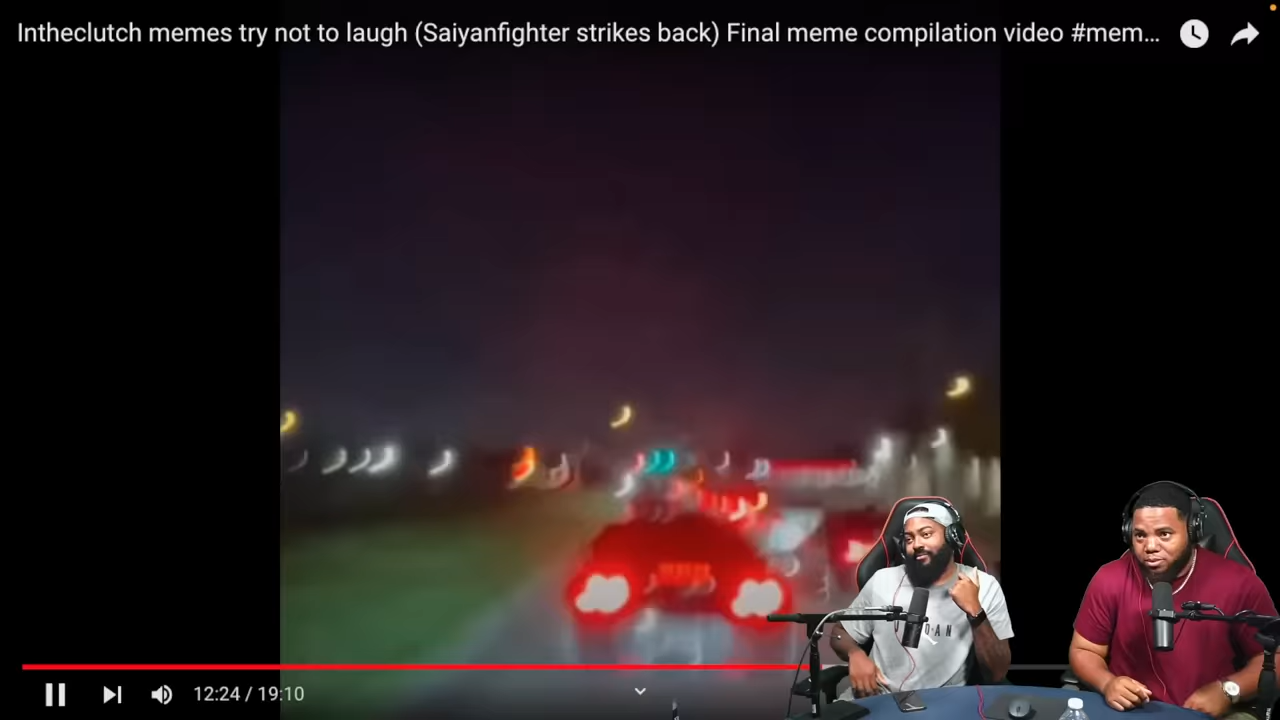 Intheclutch memes try not to laugh (Saiyanfighter strikes back) Final meme compilation video #mem...
12:24 / 19:10